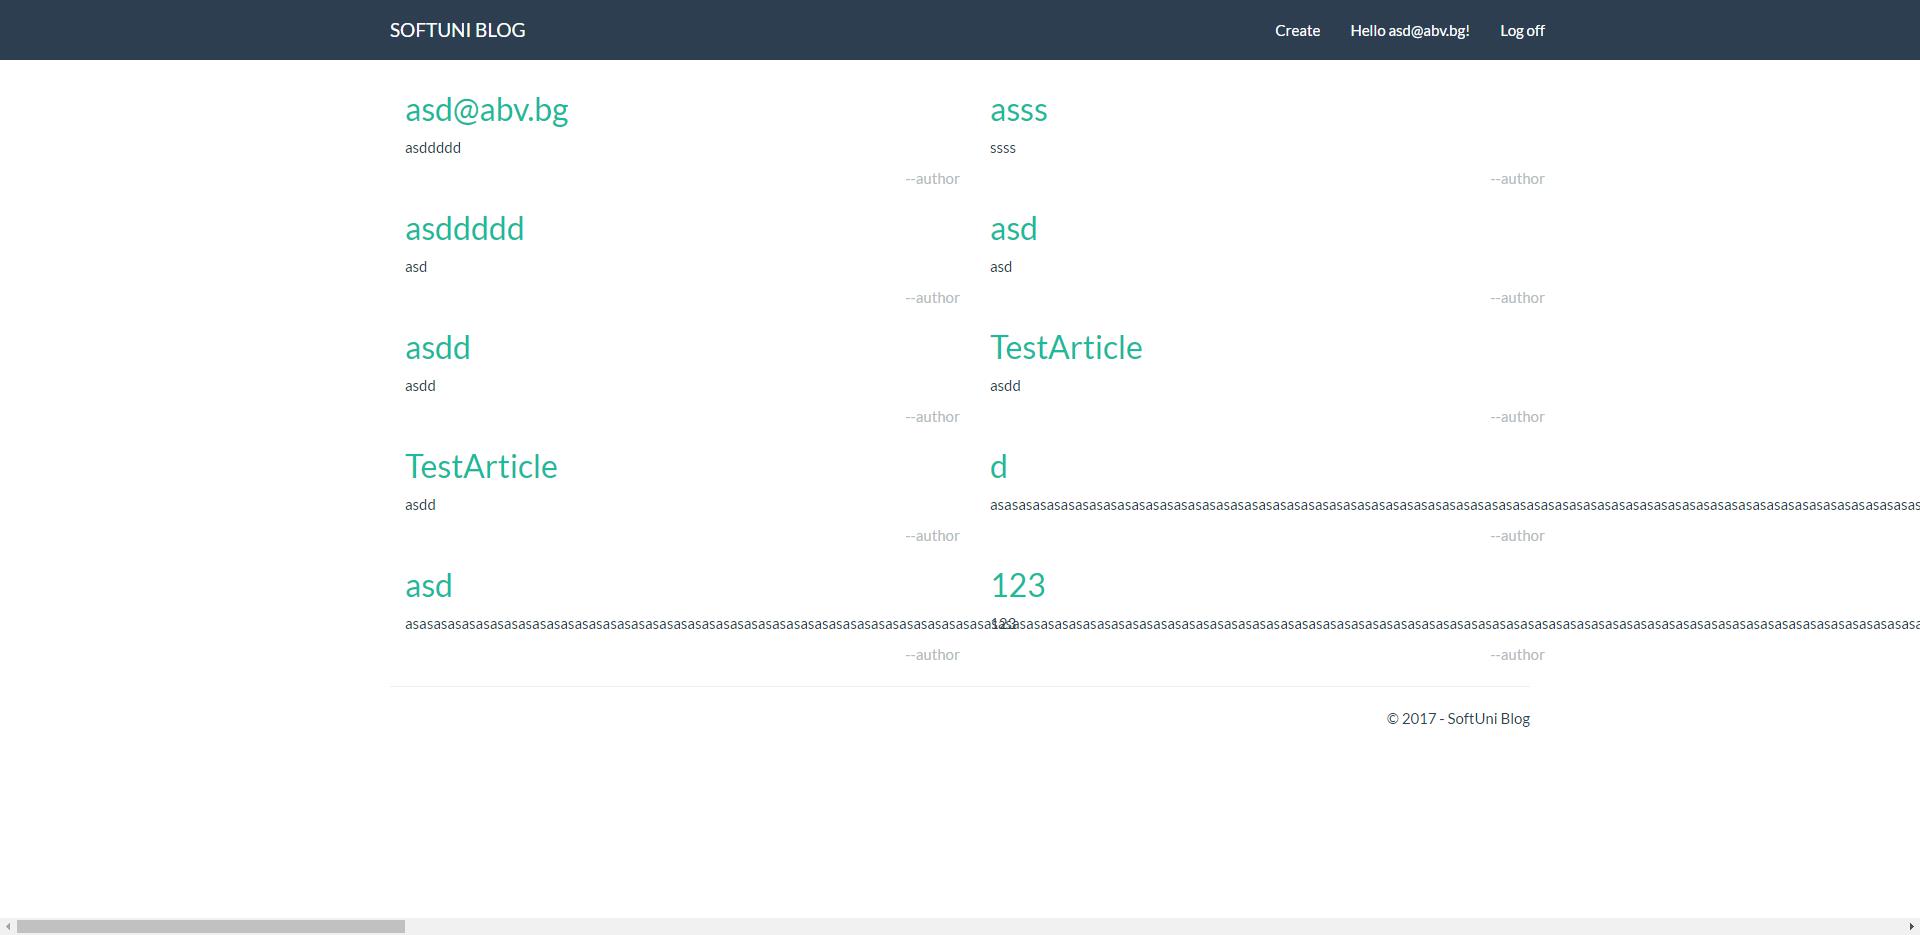 SOFTUNI BLOG
Create Hello asd@abv.bg! Log off
asd@abv.bg
asddddd
--author
asss
ssss
--author
asddddd
asd
--author
asd
asd
--author
asdd
asdd
--author
TestArticle
asdd
--author
TestArticle
asdd
--author
d
asasasasasasasasasasasasasasasasasasasasasasasasasasasasasasasasasasasasasasasasasasasasasasasasasasasasasasasasasasasasasasasasasas
--author
asd
asasasasasasasasasasasasasasasasasasasasasasasasasasasasasasasasasasasasasasasasasasasasasasasasasasasasasasasasasasasasasasasasasasasasasasasasasasasasasasasasasasasasasasasasasasasasasasasasasasasasasasasasasasas
--author
123
123
--author
© 2017 - SoftUni Blog